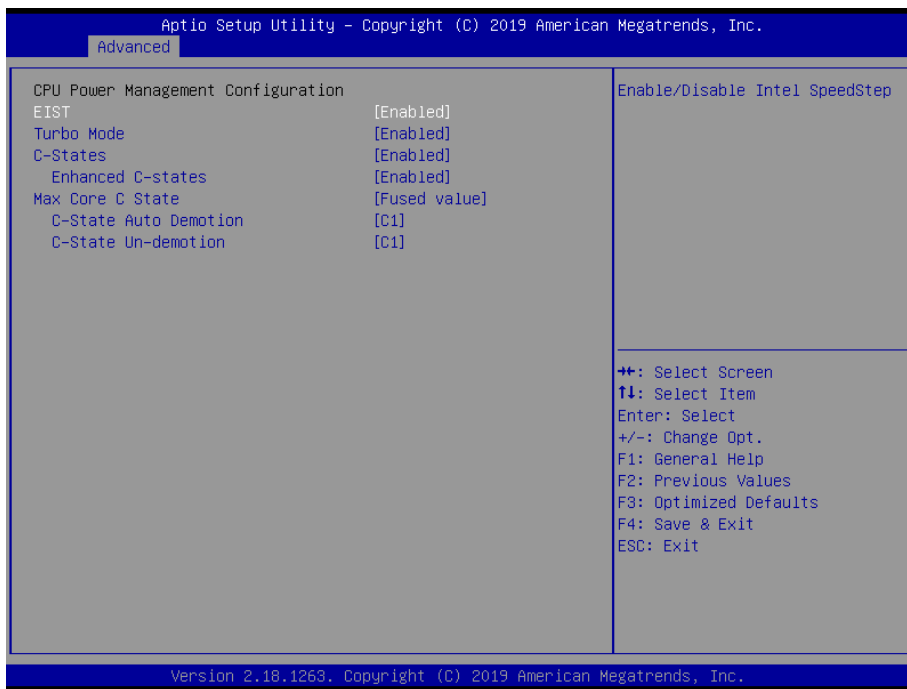 Aptio Setup Utility – Copyright (C) 2019 American Megatrends, Inc.
Advanced
CPU Power Management Configuration
EIST [Enabled]
Turbo Mode [Enabled]
C-States [Enabled]
Enhanced C-states [Enabled]
Max Core C State [Fused value]
C-State Auto Demotion [C1]
C-State Un-demotion [C1]
Enable/Disable Intel SpeedStep
→←: Select Screen
↑↓: Select Item
Enter: Select
+/-: Change Opt.
F1: General Help
F2: Previous Values
F3: Optimized Defaults
F4: Save & Exit
ESC: Exit
Version 2.18.1263. Copyright (C) 2019 American Megatrends, Inc.